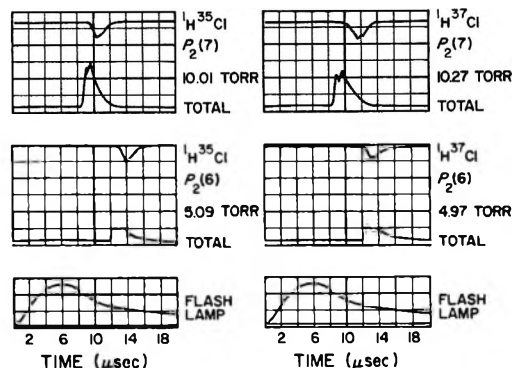 ¹H³⁵Cl
P₂(7)
10.01 TORR
TOTAL
¹H³⁵Cl
P₂(6)
5.09 TORR
TOTAL
FLASH
LAMP
2 6 10 14 18
TIME (μsec)
¹H³⁷Cl
P₂(7)
10.27 TORR
TOTAL
¹H³⁷Cl
P₂(6)
4.97 TORR
TOTAL
FLASH
LAMP
2 6 10 14 18
TIME (μsec)